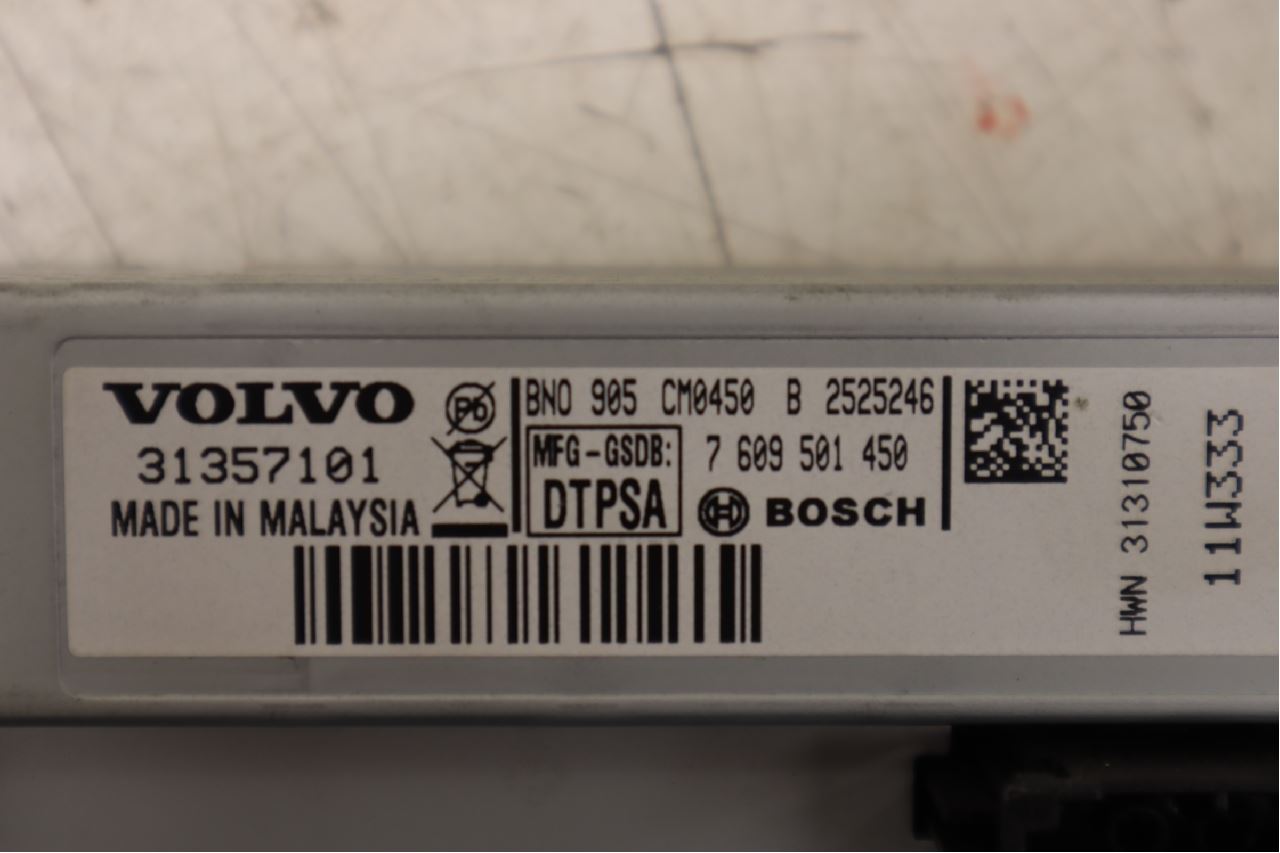 VOLVO
31357101
MADE IN MALAYSIA
Pb
BNO 905 CM0450 B 2525246
MFG-GSDB:
DTPSA
7 609 501 450
BOSCH
HWN 31310750
11W333